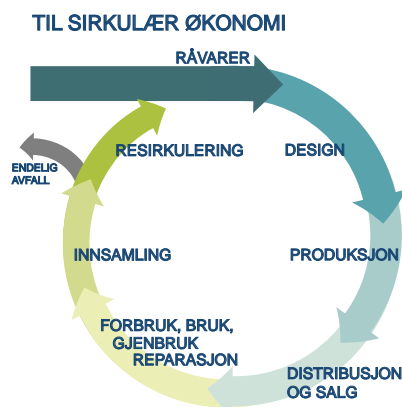 TIL SIRKULÆR ØKONOMI
RÅVARER
RESIRKULERING
DESIGN
ENDELIG
AVFALL
INNSAMLING
PRODUKSJON
FORBRUK, BRUK,
GJENBRUK
REPARASJON
DISTRIBUSJON
OG SALG